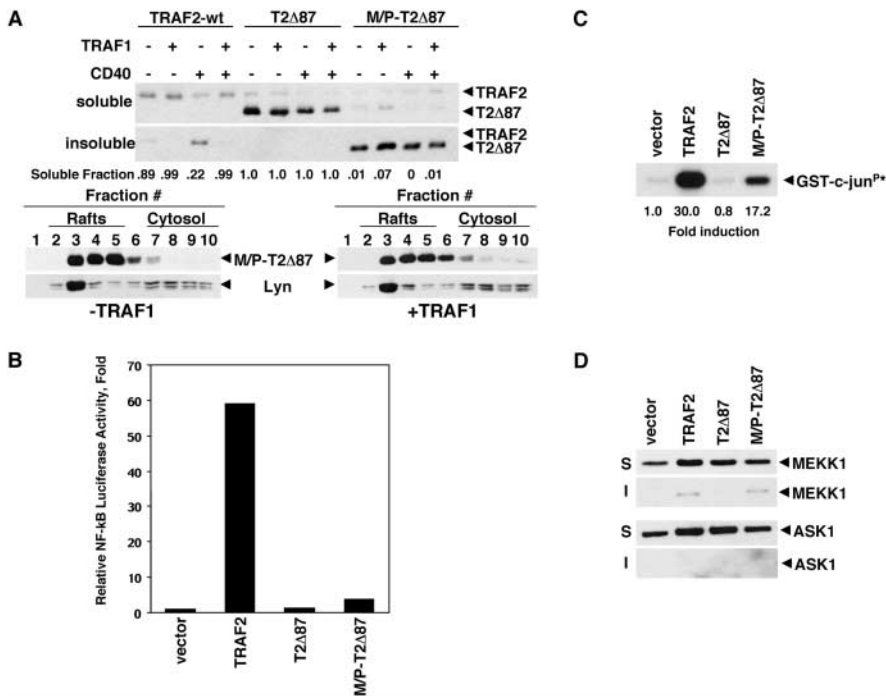 A
TRAF2-wt T2Δ87 M/P-T2Δ87
TRAF1 - + - + - + - + - + - +
CD40 - - + + - - + + - - + +
soluble
TRAF2
T2Δ87
insoluble
TRAF2
T2Δ87
Soluble Fraction .89 .99 .22 .99 1.0 1.0 1.0 1.0 .01 .07 0 .01
Fraction #
Rafts Cytosol
1 2 3 4 5 6 7 8 9 10
M/P-T2Δ87
Lyn
-TRAF1
Fraction #
Rafts Cytosol
1 2 3 4 5 6 7 8 9 10
+TRAF1
B
Relative NF-kB Luciferase Activity, Fold
70
60
50
40
30
20
10
0
vector
TRAF2
T2Δ87
M/P-T2Δ87
C
vector
TRAF2
T2Δ87
M/P-T2Δ87
GST-c-junP*
1.0 30.0 0.8 17.2
Fold induction
D
vector
TRAF2
T2Δ87
M/P-T2Δ87
S MEKK1
I MEKK1
S ASK1
I ASK1